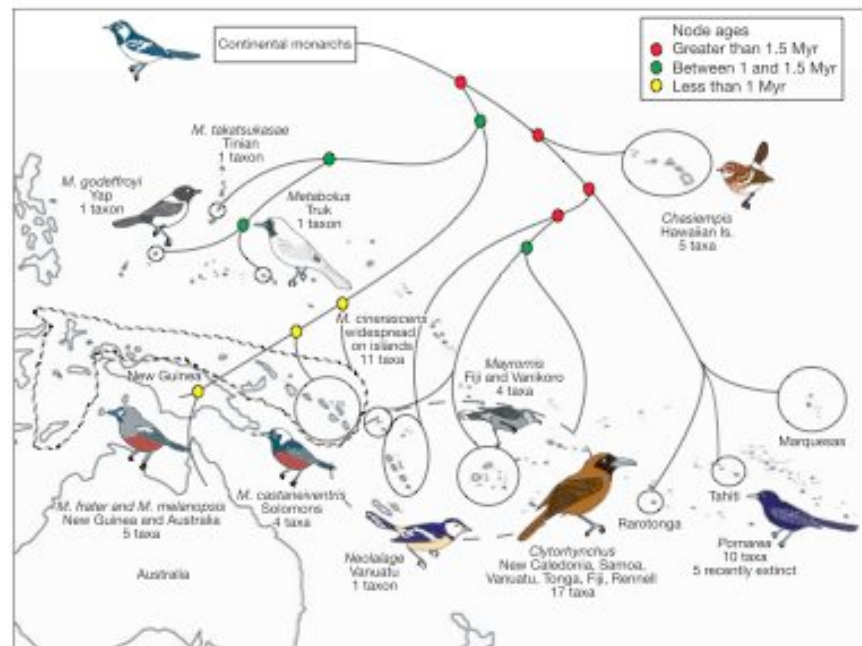 Continental monarchs
Node ages
Greater than 1.5 Myr
Between 1 and 1.5 Myr
Less than 1 Myr
M. takatsukasae
Tinian
1 taxon
M. godeffroyi
Yap
1 taxon
Metabolus
Truk
1 taxon
Chasiempis
Hawaiian Is.
5 taxa
M. cinerascens
widespread
on islands
11 taxa
New Guinea
Mayrornis
Fiji and Vanikoro
4 taxa
Marquesas
Tahiti
Rarotonga
Pomarea
10 taxa
5 recently extinct
M. frater and M. melanopsis
New Guinea and Australia
5 taxa
M. castaneiventris
Solomons
4 taxa
Neolalage
Vanuatu
1 taxon
Clytorhynchus
New Caledonia, Samoa,
Vanuatu, Tonga, Fiji, Rennell
17 taxa
Australia